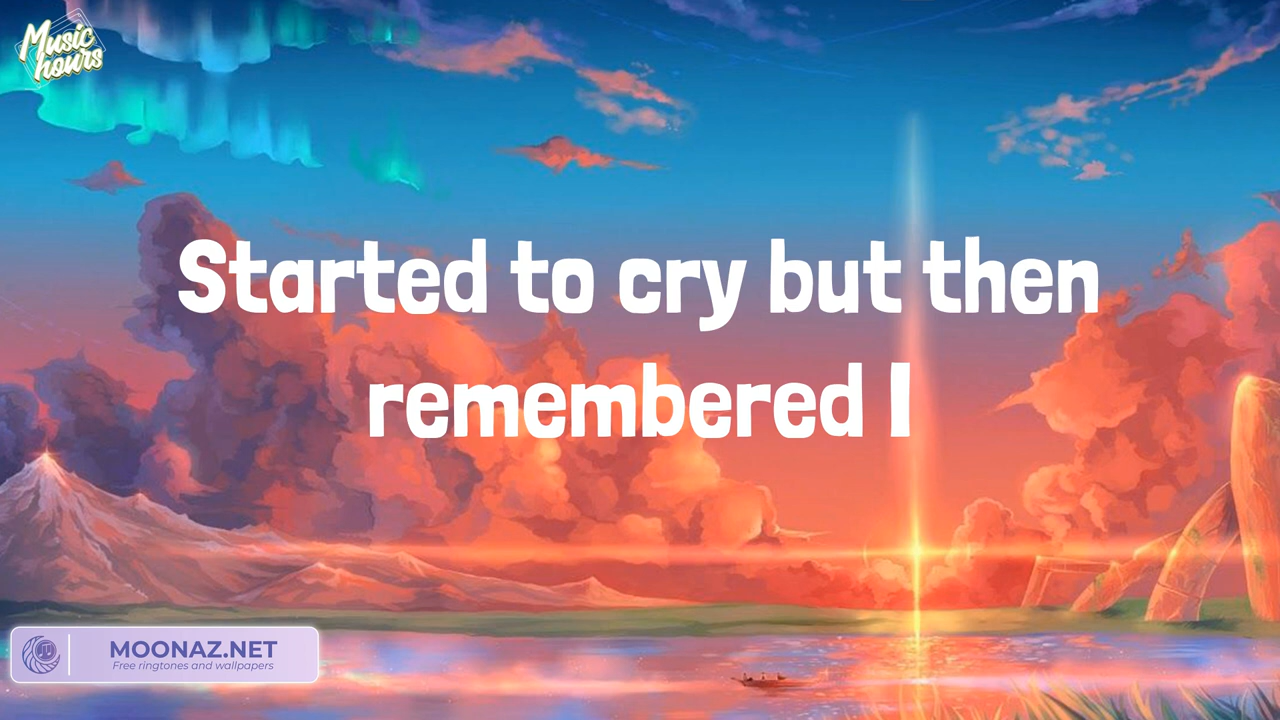 Music
hours
Started to cry but then
remembered I
MOONAZ.NET
Free ringtones and wallpapers